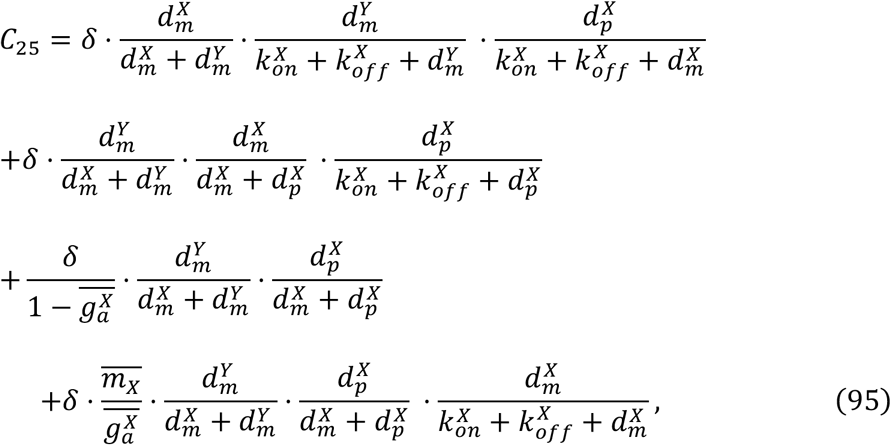 C_{25} = \delta \cdot \frac{d_m^X}{d_m^X + d_m^Y} \cdot \frac{d_m^Y}{k_{on}^X + k_{off}^X + d_m^Y} \cdot \frac{d_p^X}{k_{on}^X + k_{off}^X + d_m^X}
+\delta \cdot \frac{d_m^Y}{d_m^X + d_m^Y} \cdot \frac{d_m^X}{d_m^X + d_p^X} \cdot \frac{d_p^X}{k_{on}^X + k_{off}^X + d_p^X}
+\frac{\delta}{1 - \overline{g_a^X}} \cdot \frac{d_m^Y}{d_m^X + d_m^Y} \cdot \frac{d_p^X}{d_m^X + d_p^X}
+\delta \cdot \frac{\overline{m_X}}{\overline{g_a^X}} \cdot \frac{d_m^Y}{d_m^X + d_m^Y} \cdot \frac{d_p^X}{d_m^X + d_p^X} \cdot \frac{d_m^X}{k_{on}^X + k_{off}^X + d_m^X}, (95)